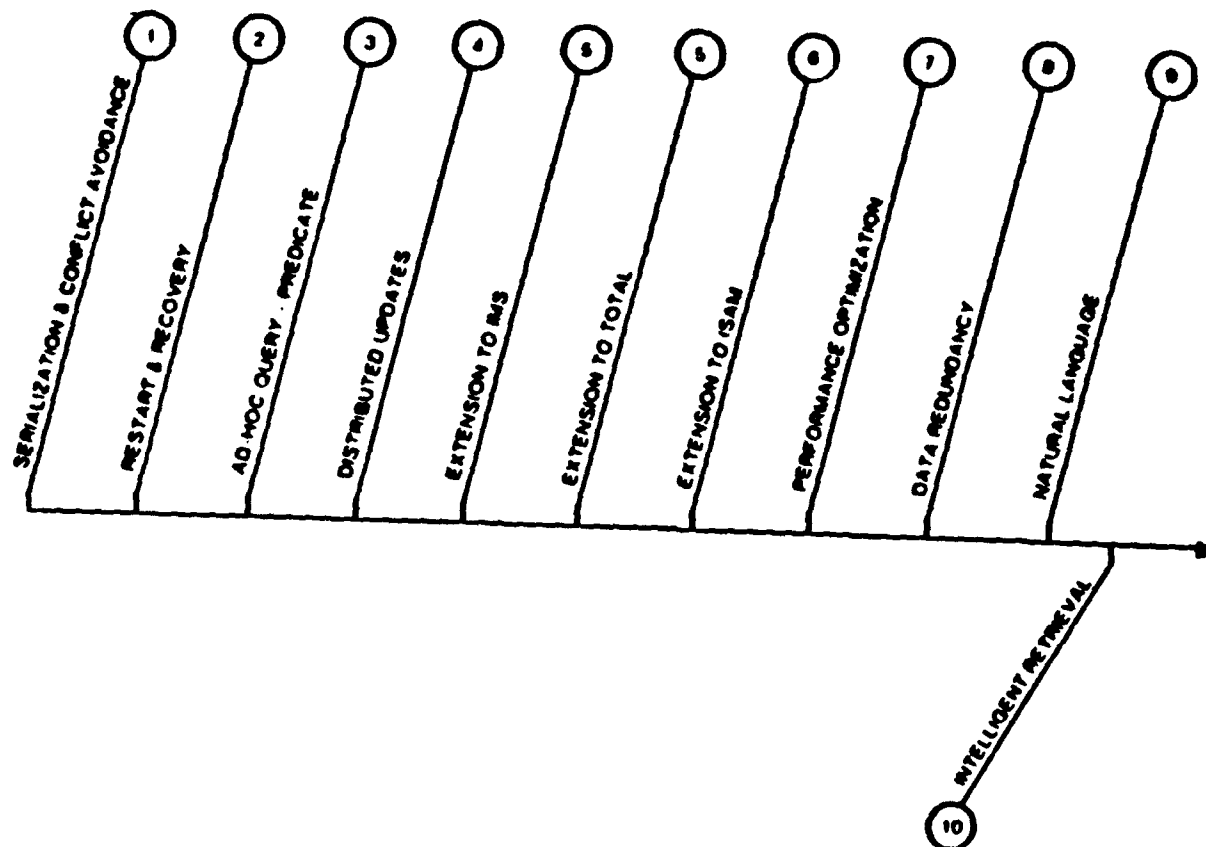 1
SERIALIZATION & CONFLICT AVOIDANCE
2
RESTART & RECOVERY
3
AD-HOC QUERY - PREDICATE
4
DISTRIBUTED UPDATES
5
EXTENSION TO IMS
5
EXTENSION TO TOTAL
6
EXTENSION TO ISAM
7
PERFORMANCE OPTIMIZATION
8
DATA REDUNDANCY
9
NATURAL LANGUAGE
INTELLIGENT RETRIEVAL
10